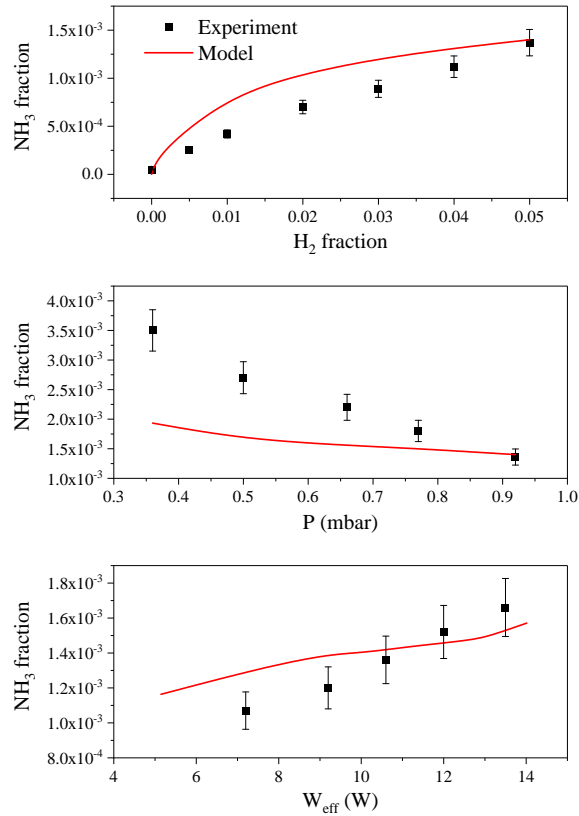 1.5x10⁻³
1.0x10⁻³
5.0x10⁻⁴
0.0
NH₃ fraction
Experiment
Model
0.00 0.01 0.02 0.03 0.04 0.05
H₂ fraction
4.0x10⁻³
3.5x10⁻³
3.0x10⁻³
2.5x10⁻³
2.0x10⁻³
1.5x10⁻³
1.0x10⁻³
NH₃ fraction
0.3 0.4 0.5 0.6 0.7 0.8 0.9 1.0
P (mbar)
1.8x10⁻³
1.6x10⁻³
1.4x10⁻³
1.2x10⁻³
1.0x10⁻³
8.0x10⁻⁴
NH₃ fraction
4 6 8 10 12 14
W_eff (W)